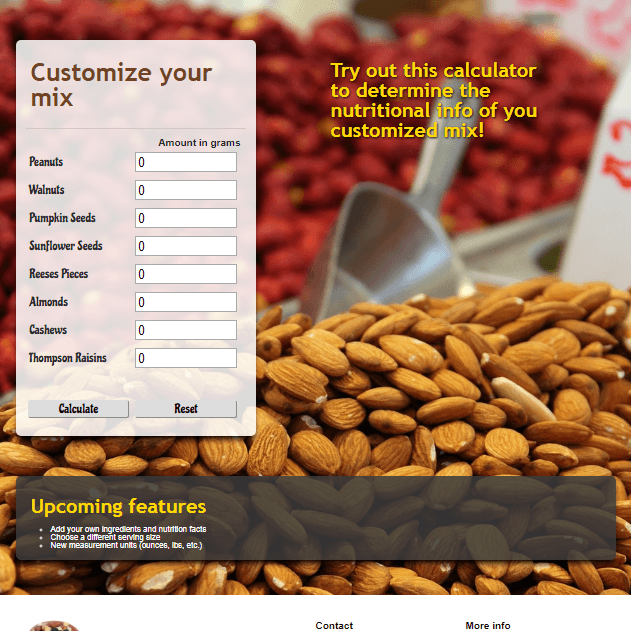 Customize your
mix
Try out this calculator
to determine the
nutritional info of you
customized mix!
Amount in grams
Peanuts 0
Walnuts 0
Pumpkin Seeds 0
Sunflower Seeds 0
Reeses Pieces 0
Almonds 0
Cashews 0
Thompson Raisins 0
Calculate Reset
Upcoming features
Add your own ingredients and nutrition facts
Choose a different serving size
New measurement units (ounces, lbs, etc.)
Contact More info